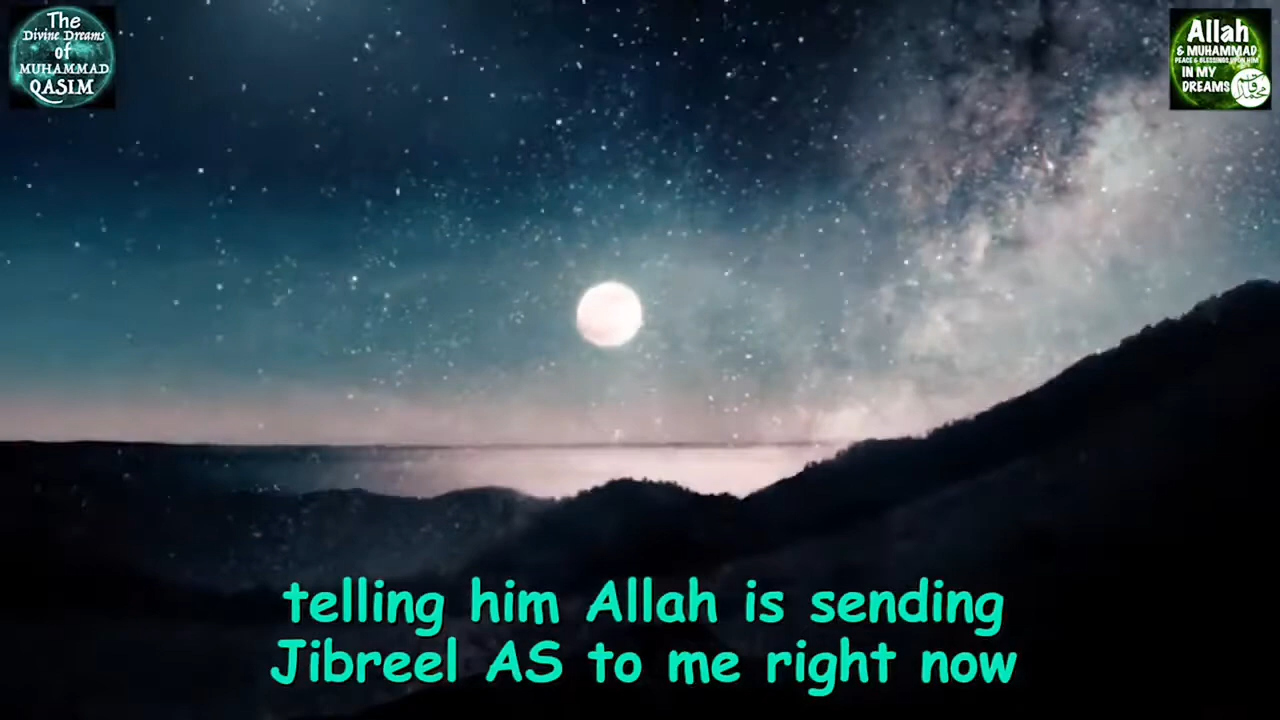 The
Divine Dreams
of
MUHAMMAD
QASIM
Allah
& MUHAMMAD
PEACE & BLESSINGS UPON HIM
IN MY
DREAMS
telling him Allah is sending
Jibreel AS to me right now